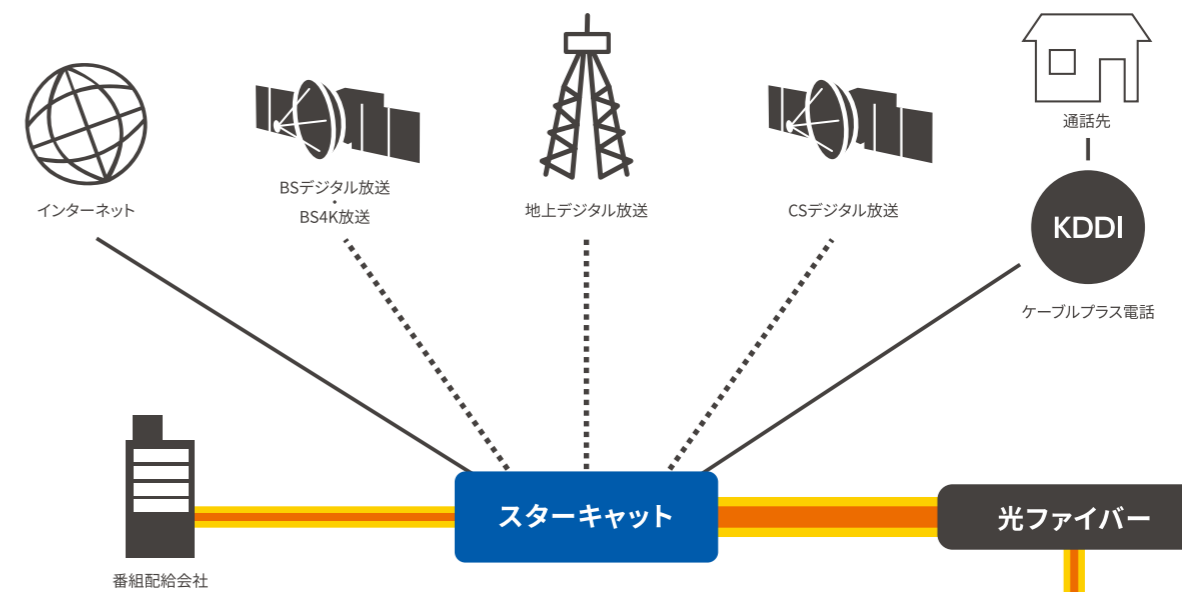 通話先
KDDI
BSデジタル放送
・
BS4K放送
インターネット
地上デジタル放送
CSデジタル放送
ケーブルプラス電話
スターキャット
光ファイバー
番組配給会社